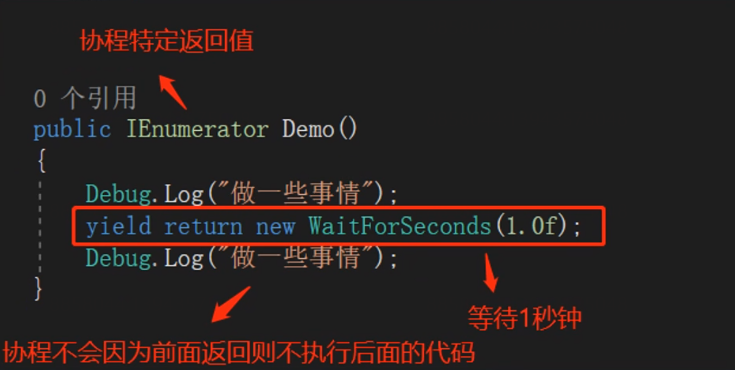 协程特定返回值
0 个引用
public IEnumerator Demo()
{
Debug.Log("做一些事情");
yield return new WaitForSeconds(1.0f);
Debug.Log("做一些事情");
}
等待1秒钟
协程不会因为前面返回则不执行后面的代码